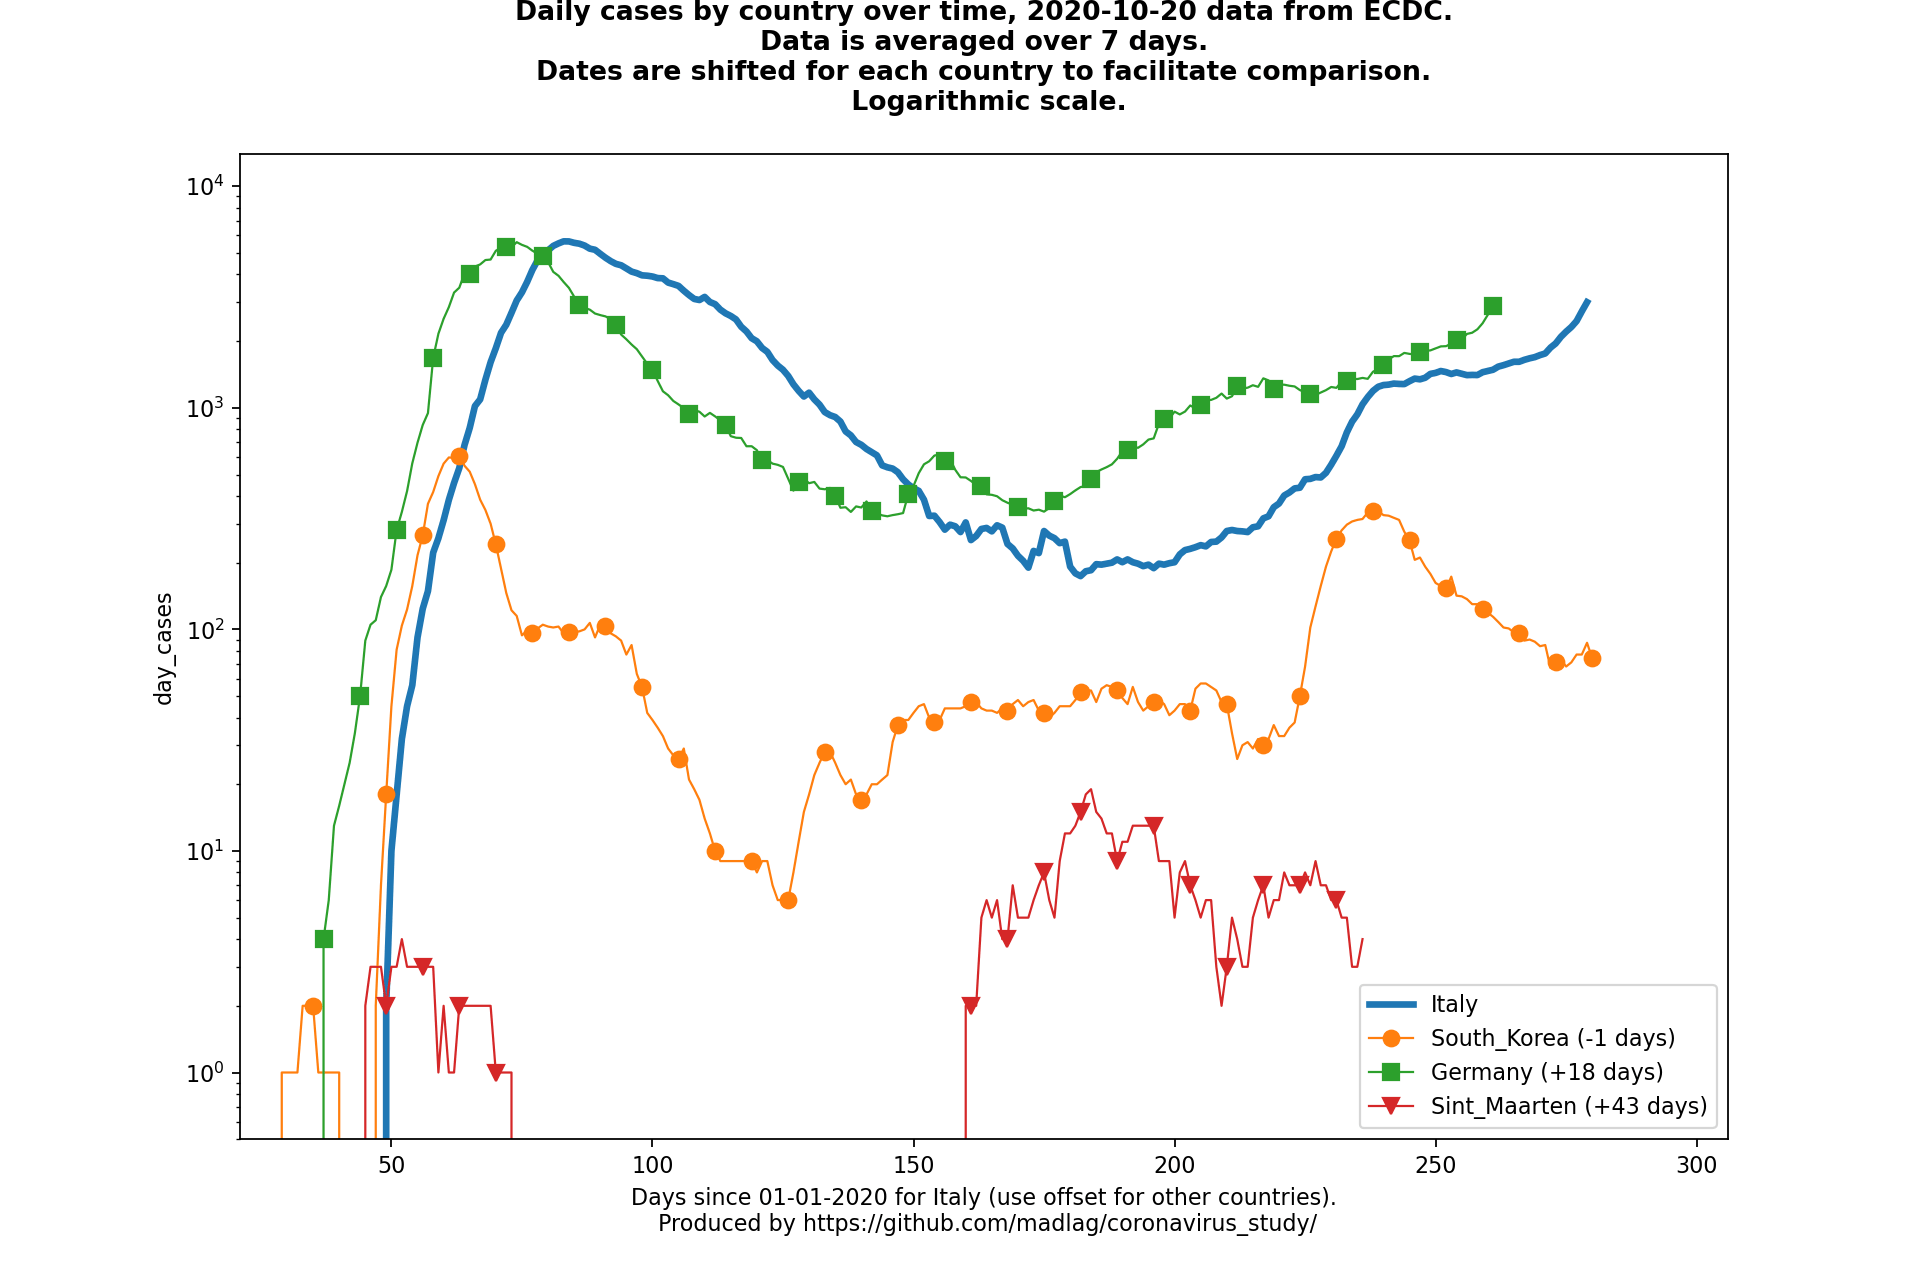 Daily cases by country over time, 2020-10-20 data from ECDC.
Data is averaged over 7 days.
Dates are shifted for each country to facilitate comparison.
Logarithmic scale.
10⁴
10³
10²
10¹
10⁰
day_cases
50
100
150
200
250
300
Italy
South_Korea (-1 days)
Germany (+18 days)
Sint_Maarten (+43 days)
Days since 01-01-2020 for Italy (use offset for other countries).
Produced by https://github.com/madlag/coronavirus_study/